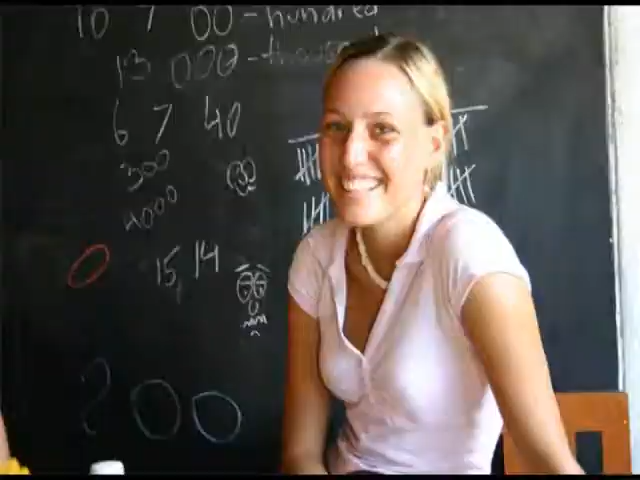 10 7 00 - hundred
13 000 - thousand
6 7 40
300
4000
15, 14
200